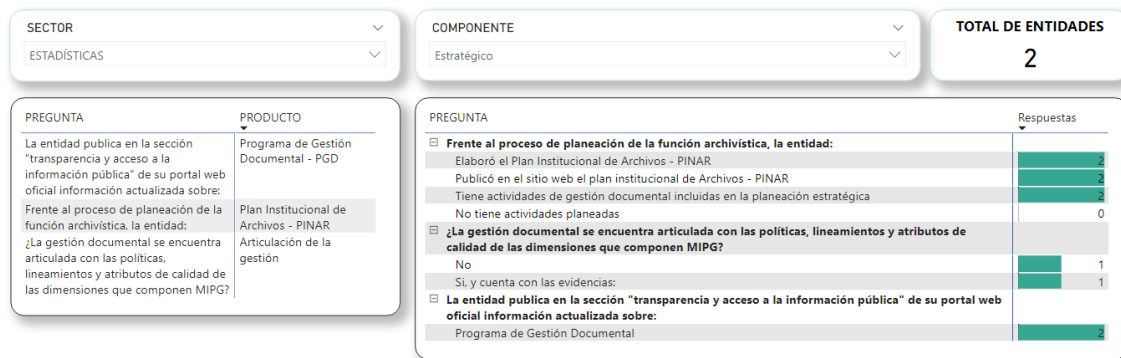 SECTOR
ESTADÍSTICAS
COMPONENTE
Estratégico
TOTAL DE ENTIDADES
2
PREGUNTA PRODUCTO
La entidad publica en la sección
"transparencia y acceso a la
información pública" de su portal web
oficial información actualizada sobre:
Programa de Gestión
Documental - PGD
Frente al proceso de planeación de la
función archivística, la entidad:
Plan Institucional de
Archivos - PINAR
¿La gestión documental se encuentra
articulada con las políticas,
lineamientos y atributos de calidad de
las dimensiones que componen MIPG?
Articulación de la
gestión
PREGUNTA Respuestas
Frente al proceso de planeación de la función archivística, la entidad:
Elaboró el Plan Institucional de Archivos - PINAR 2
Publicó en el sitio web el plan institucional de Archivos - PINAR 2
Tiene actividades de gestión documental incluidas en la planeación estratégica 2
No tiene actividades planeadas 0
¿La gestión documental se encuentra articulada con las políticas, lineamientos y atributos de
calidad de las dimensiones que componen MIPG?
No 1
Si, y cuenta con las evidencias: 1
La entidad publica en la sección "transparencia y acceso a la información pública" de su portal web
oficial información actualizada sobre:
Programa de Gestión Documental 2